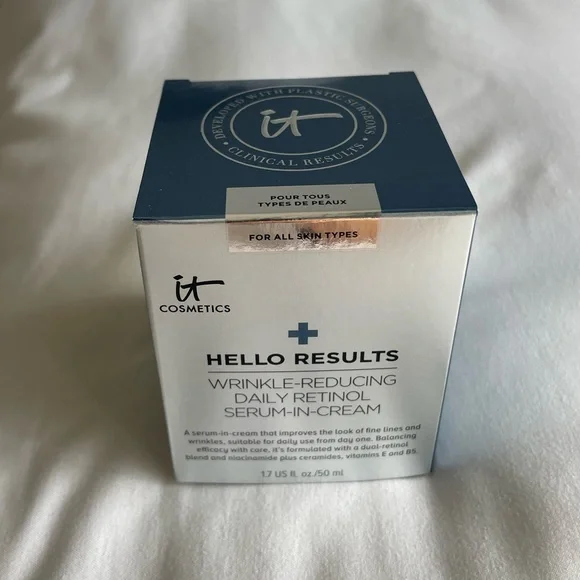 DEVELOPED WITH PLASTIC SURGEONS
it
• CLINICAL RESULTS •
POUR TOUS
TYPES DE PEAUX
FOR ALL SKIN TYPES
it
COSMETICS
HELLO RESULTS
WRINKLE-REDUCING
DAILY RETINOL
SERUM-IN-CREAM
A serum-in-cream that improves the look of fine lines and
wrinkles, suitable for daily use from day one. Balancing
efficacy with care, it's formulated with a dual-retinol
blend and niacinamide plus ceramides, vitamins E and B5.
1.7 US fl. oz./50 ml